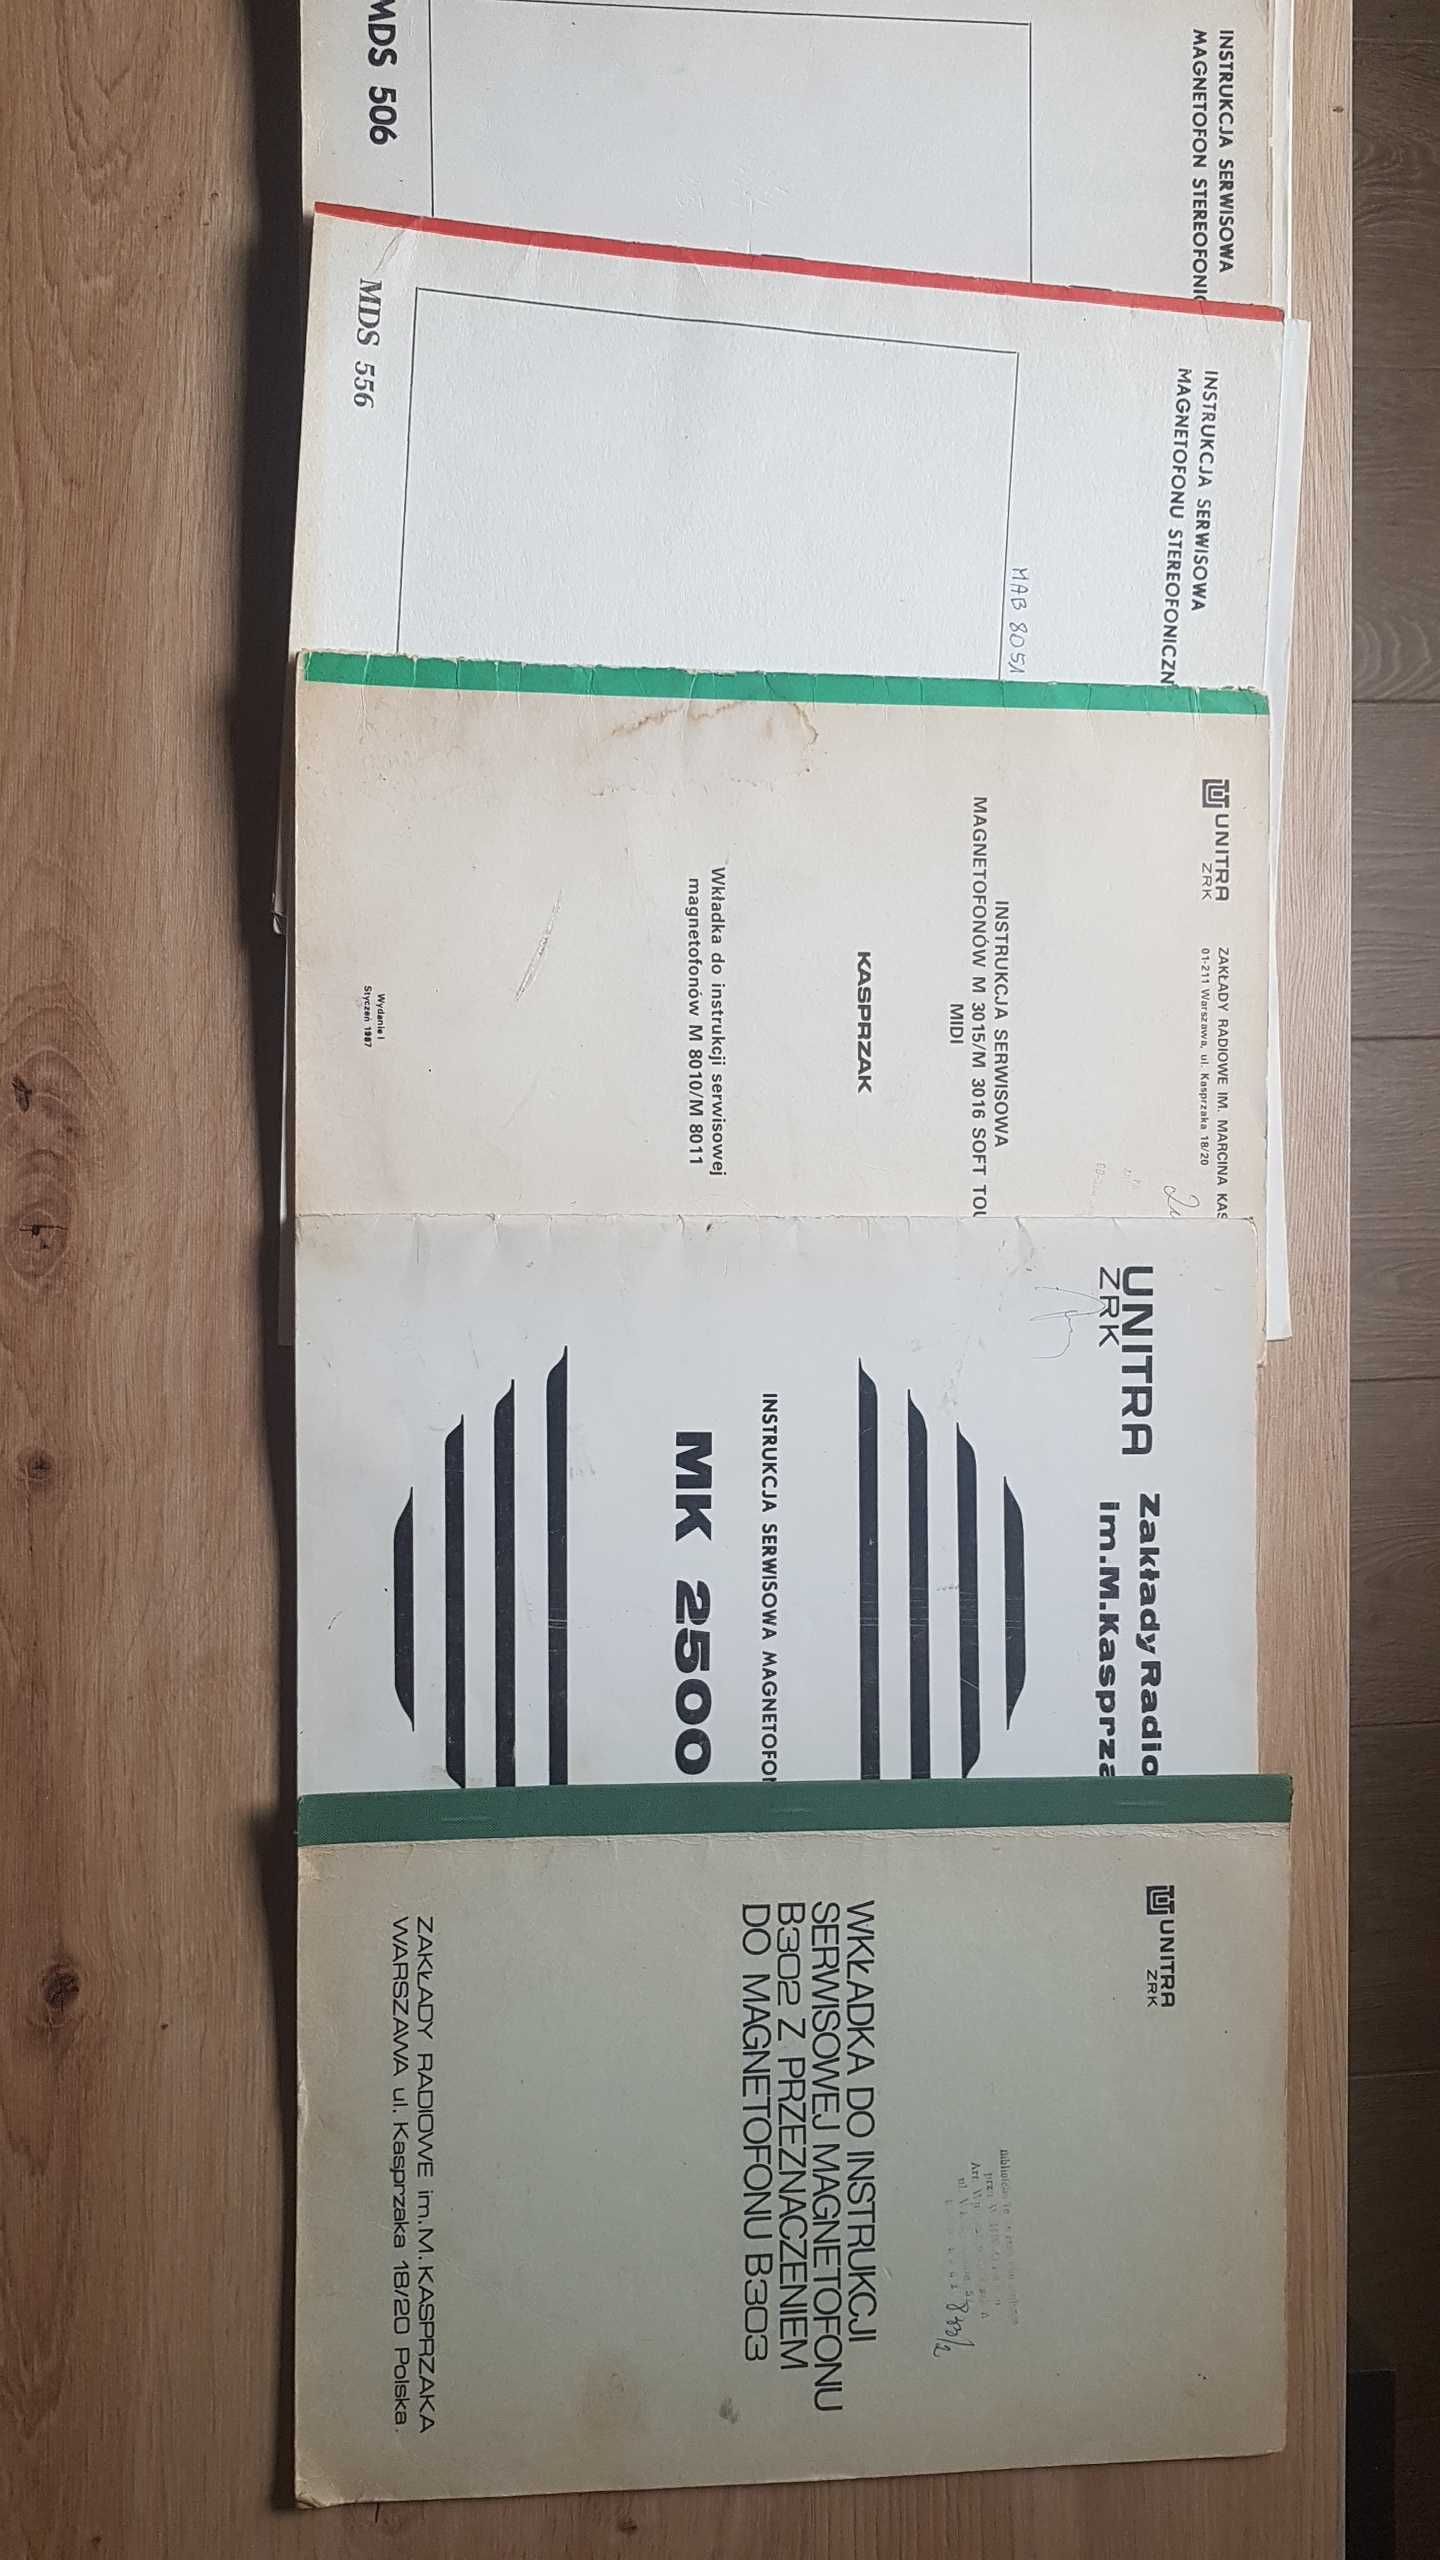 INSTRUKCJA SERWISOWA
MAGNETOFON STEREOFONIC
MDS 506
INSTRUKCJA SERWISOWA
MAGNETOFONU STEREOFONICZN
MAB 8051
MDS 556
UNITRA
ZRK
ZAKŁADY RADIOWE IM. MARCINA KAS
01-211 Warszawa, ul. Kasprzaka 18/20
INSTRUKCJA SERWISOWA
MAGNETOFONÓW M 3015/M 3016 SOFT TOU
MIDI
KASPRZAK
Wkładka do instrukcji serwisowej
magnetofonów M 8010/M 8011
Wydanie I
Styczeń 1987
UNITRA
ZRK
Zakłady Radio
im.M.Kasprza
INSTRUKCJA SERWISOWA MAGNETOFON
MK 2500
UNITRA
ZRK
WKŁADKA DO INSTRUKCJI
SERWISOWEJ MAGNETOFONU
B302 Z PRZEZNACZENIEM
DO MAGNETOFONU B303
ZAKŁADY RADIOWE im.M.KASPRZAKA
WARSZAWA ul. Kasprzaka 18/20 Polska.